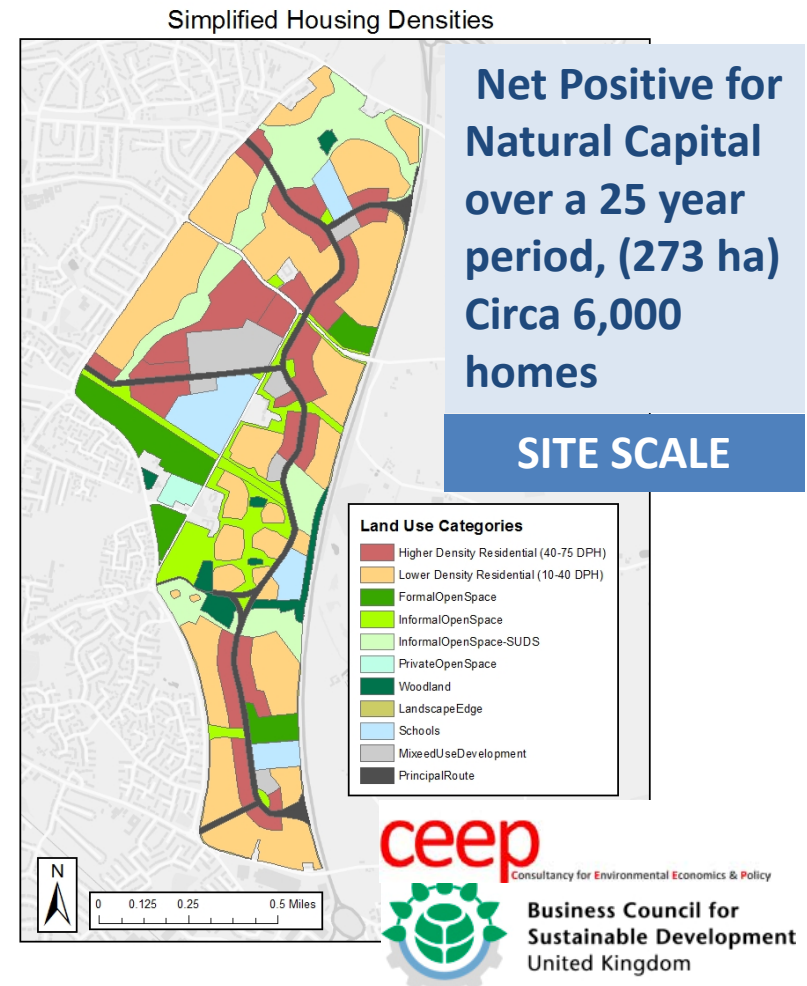 Simplified Housing Densities
Net Positive for
Natural Capital
over a 25 year
period, (273 ha)
Circa 6,000
homes
SITE SCALE
Land Use Categories
Higher Density Residential (40-75 DPH)
Lower Density Residential (10-40 DPH)
FormalOpenSpace
InformalOpenSpace
InformalOpenSpace-SUDS
PrivateOpenSpace
Woodland
LandscapeEdge
Schools
MixeedUseDevelopment
PrincipalRoute
N
0 0.125 0.25 0.5 Miles
ceep
Consultancy for Environmental Economics & Policy
Business Council for
Sustainable Development
United Kingdom